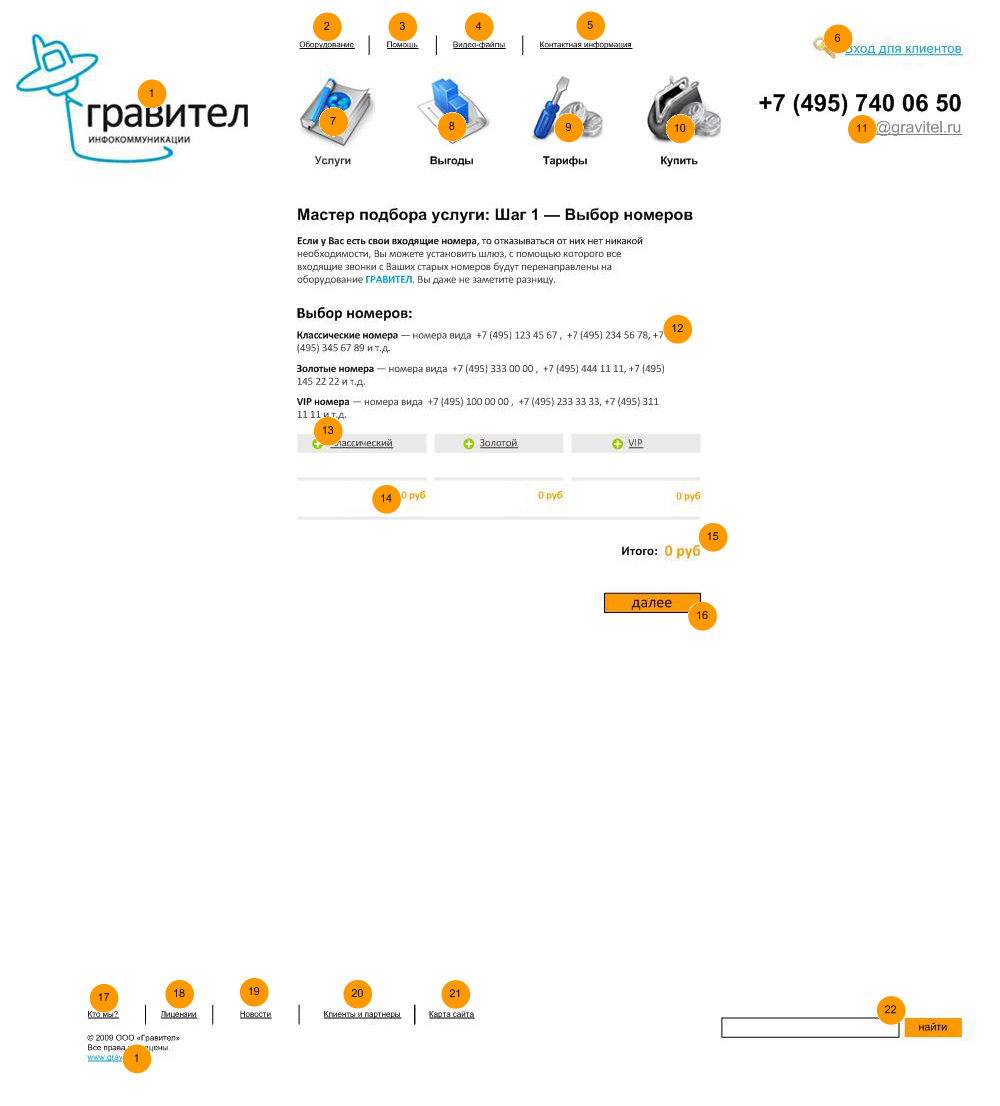 2
3
4
5
6
Оборудование
Помощь
Видео-файлы
Контактная информация
для клиентов
1
гравител
ИНФОКОММУНИКАЦИИ
7
8
9
10
Услуги
Выгоды
Тарифы
Купить
+7 (495) 740 06 50
11
@gravitel.ru
Мастер подбора услуги: Шаг 1 — Выбор номеров
Если у Вас есть свои входящие номера, то отказываться от них нет никакой
необходимости, Вы можете установить шлюз, с помощью которого все
входящие звонки с Ваших старых номеров будут перенаправлены на
оборудование ГРАВИТЕЛ. Вы даже не заметите разницу.
Выбор номеров:
12
Классические номера — номера вида +7 (495) 123 45 67 , +7 (495) 234 56 78, +7
(495) 345 67 89 и т.д.
Золотые номера — номера вида +7 (495) 333 00 00 , +7 (495) 444 11 11, +7 (495)
145 22 22 и т.д.
VIP номера — номера вида +7 (495) 100 00 00 , +7 (495) 233 33 33, +7 (495) 311
11 11 и т.д.
13
лассический
Золотой
VIP
14
0 руб
0 руб
0 руб
15
Итого: 0 руб
далее
16
17
18
19
20
21
Кто мы?
Лицензии
Новости
Клиенты и партнеры
Карта сайта
22
найти
© 2009 ООО «Гравител»
Все права
www.grav
1